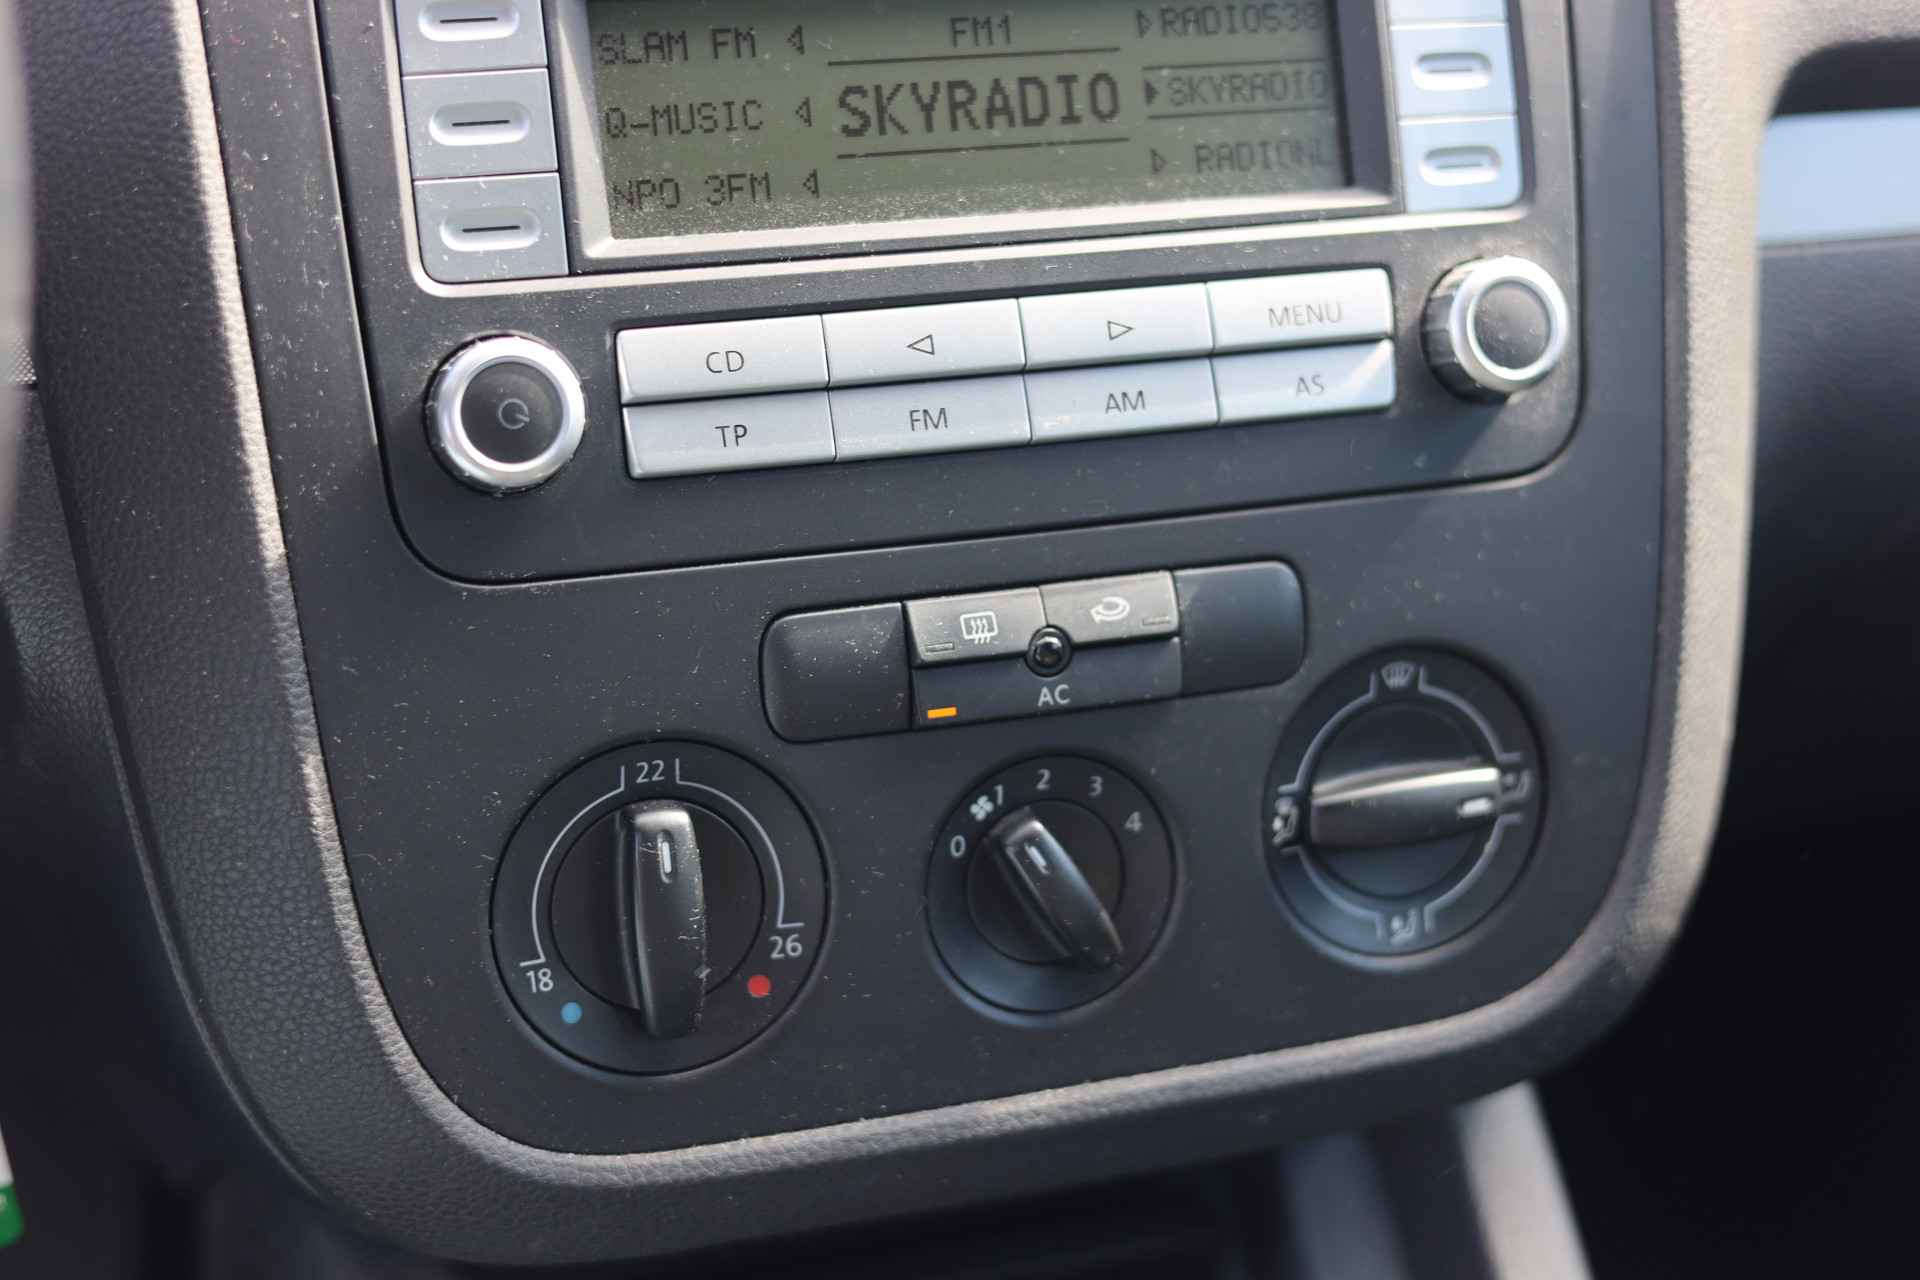 SLAM FM
FM1
RADIO538
Q-MUSIC
SKYRADIO
SKYRADIO
NPO 3FM
RADIONL
CD
MENU
TP
FM
AM
AS
AC
22
18
26
0
1
2
3
4